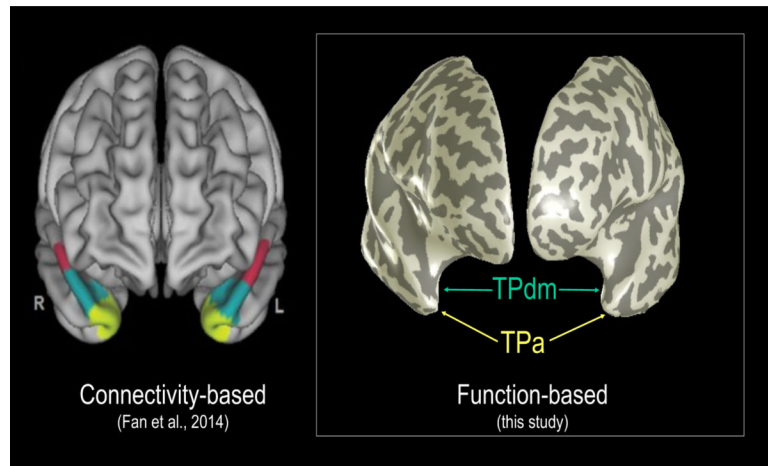 R
L
Connectivity-based
(Fan et al., 2014)
TPdm
TPa
Function-based
(this study)